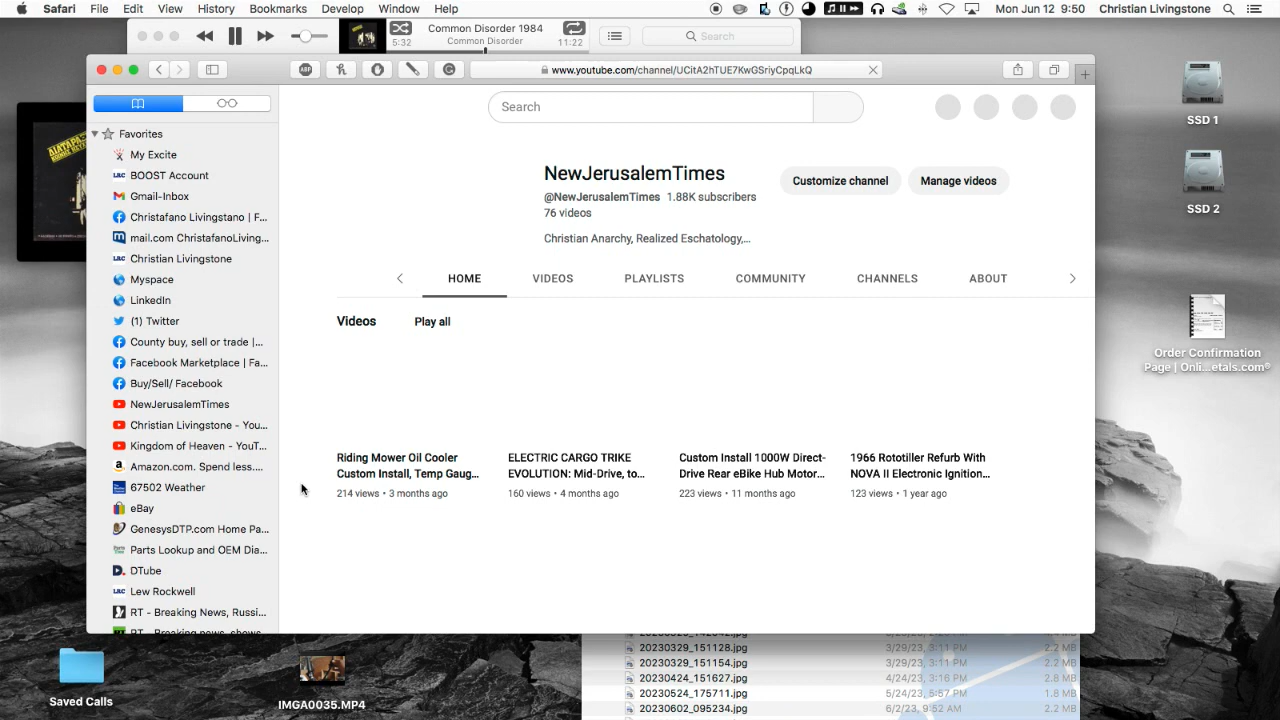 Safari File Edit View History Bookmarks Develop Window Help Mon Jun 12 9:50 Christian Livingstone
Common Disorder 1984
5:32 Common Disorder 11:22
Search
www.youtube.com/channel/UCitA2hTUE7KwGSriyCpqLkQ
ABP
SSD 1
SSD 2
Order Confirmation
Page | Onli...etals.com®
Favorites
My Excite
BOOST Account
Gmail-Inbox
Christafano Livingstano | F...
mail.com ChristafanoLiving...
Christian Livingstone
Myspace
LinkedIn
(1) Twitter
County buy, sell or trade |...
Facebook Marketplace | Fa...
Buy/Sell/ Facebook
NewJerusalemTimes
Christian Livingstone - You...
Kingdom of Heaven - YouT...
Amazon.com. Spend less....
67502 Weather
eBay
GenesysDTP.com Home Pa...
Parts Lookup and OEM Dia...
DTube
Lew Rockwell
RT - Breaking News, Russi...
RT - Breaking news, shows
Search
NewJerusalemTimes
Customize channel
Manage videos
@NewJerusalemTimes 1.88K subscribers
76 videos
Christian Anarchy, Realized Eschatology,...
HOME VIDEOS PLAYLISTS COMMUNITY CHANNELS ABOUT
Videos Play all
Riding Mower Oil Cooler
Custom Install, Temp Gaug...
214 views • 3 months ago
ELECTRIC CARGO TRIKE
EVOLUTION: Mid-Drive, to...
160 views • 4 months ago
Custom Install 1000W Direct-
Drive Rear eBike Hub Motor...
223 views • 11 months ago
1966 Rototiller Refurb With
NOVA II Electronic Ignition...
123 views • 1 year ago
20230329_151128.jpg 3/29/23, 3:11 PM 2.2 MB
20230329_151154.jpg 3/29/23, 3:11 PM 2.2 MB
20230424_151627.jpg 4/24/23, 3:16 PM 2.8 MB
20230524_175711.jpg 5/24/23, 5:57 PM 1.8 MB
20230602_095234.jpg 6/2/23, 9:52 AM 2.2 MB
Saved Calls
IMGA0035.MP4